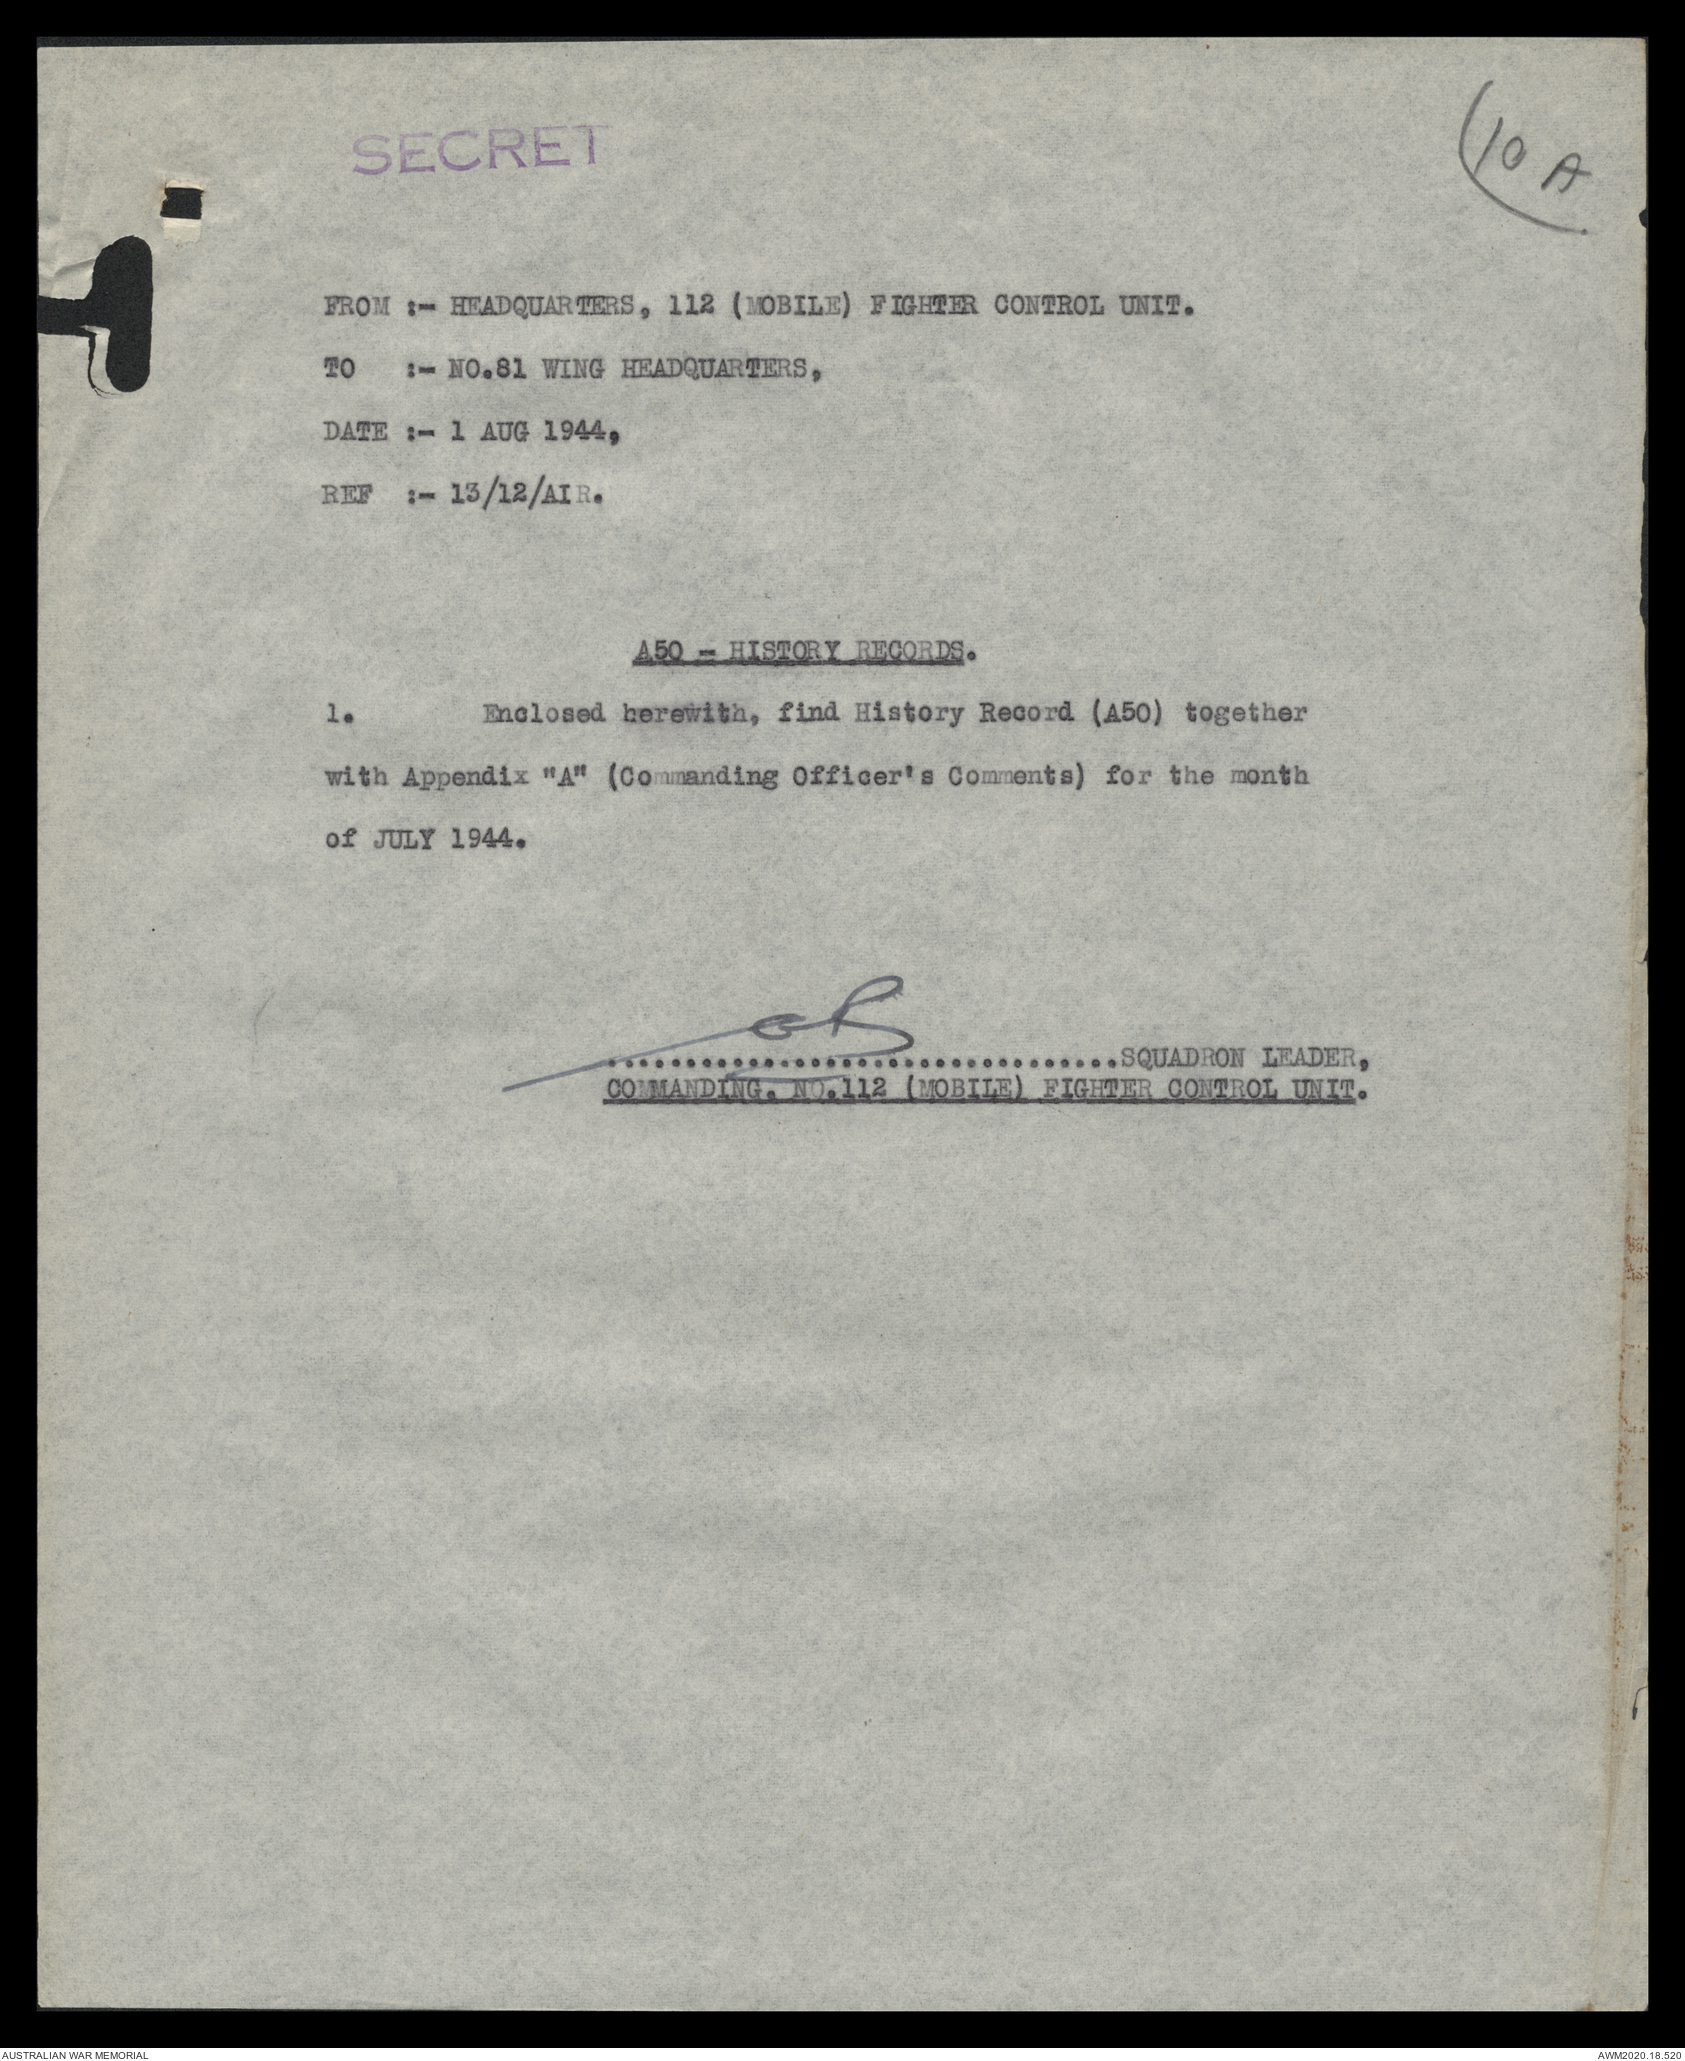 SECRET
10 A
FROM :- HEADQUARTERS, 112 (MOBILE) FIGHTER CONTROL UNIT.
TO :- NO.81 WING HEADQUARTERS,
DATE :- 1 AUG 1944,
REF :- 13/12/AIR.
A50 - HISTORY RECORDS.
1. Enclosed herewith, find History Record (A50) together
with Appendix "A" (Commanding Officer's Comments) for the month
of JULY 1944.
.................................SQUADRON LEADER,
COMMANDING. NO.112 (MOBILE) FIGHTER CONTROL UNIT.
AUSTRALIAN WAR MEMORIAL
AWM2020.18.520